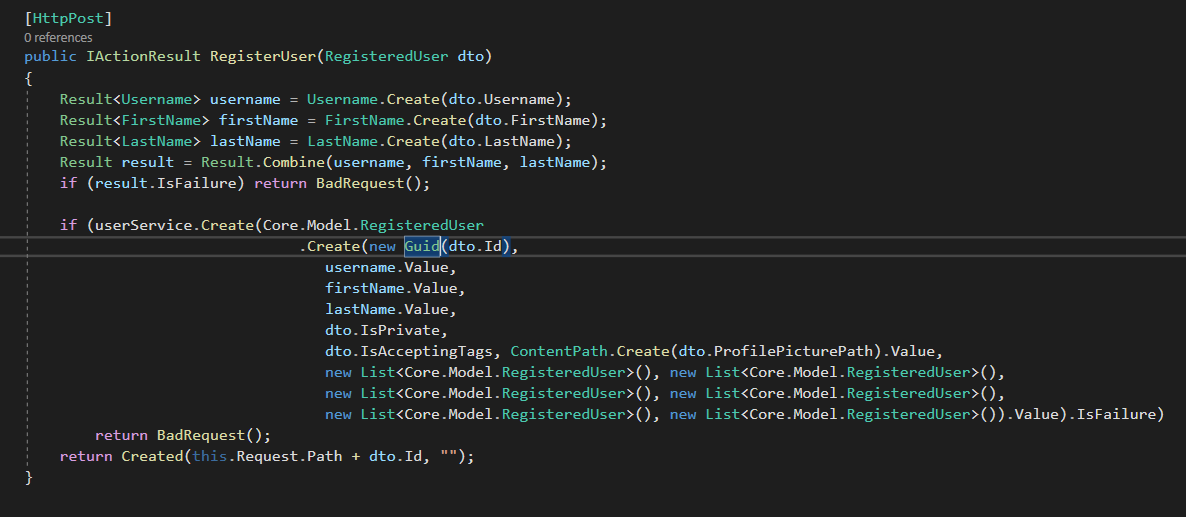 [HttpPost]
0 references
public IActionResult RegisterUser(RegisteredUser dto)
{
Result<Username> username = Username.Create(dto.Username);
Result<FirstName> firstName = FirstName.Create(dto.FirstName);
Result<LastName> lastName = LastName.Create(dto.LastName);
Result result = Result.Combine(username, firstName, lastName);
if (result.IsFailure) return BadRequest();
if (userService.Create(Core.Model.RegisteredUser
.Create(new Guid(dto.Id),
username.Value,
firstName.Value,
lastName.Value,
dto.IsPrivate,
dto.IsAcceptingTags, ContentPath.Create(dto.ProfilePicturePath).Value,
new List<Core.Model.RegisteredUser>(), new List<Core.Model.RegisteredUser>(),
new List<Core.Model.RegisteredUser>(), new List<Core.Model.RegisteredUser>(),
new List<Core.Model.RegisteredUser>(), new List<Core.Model.RegisteredUser>()).Value).IsFailure)
return BadRequest();
return Created(this.Request.Path + dto.Id, "");
}